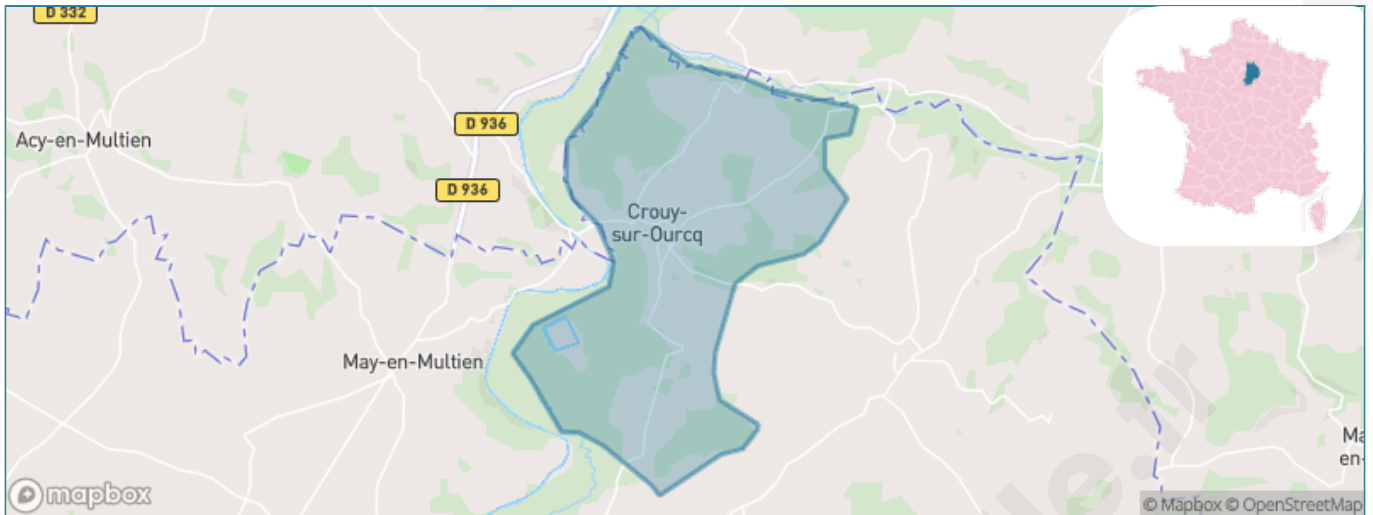 D 332
Acy-en-Multien
D 936
D 936
Crouy-
sur-Ourcq
May-en-Multien
Ma
en-
mapbox
© Mapbox © OpenStreetMap